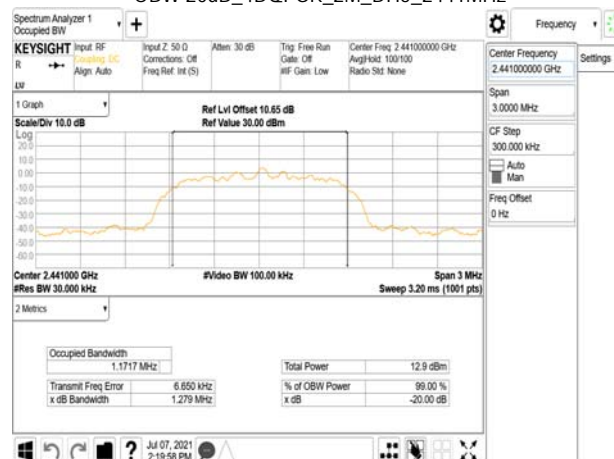 Spectrum Analyzer 1
Occupied BW
Frequency
KEYSIGHT
Input: RF
Coupling: DC
Align: Auto
Input Z: 50 Ω
Corrections: Off
Freq Ref: Int (S)
Atten: 30 dB
Trig: Free Run
Gate: Off
#IF Gain: Low
Center Freq: 2.441000000 GHz
Avg|Hold: 100/100
Radio Std: None
R
LW
Center Frequency
2.441000000 GHz
Settings
Span
3.0000 MHz
CF Step
300.000 kHz
Auto
Man
Freq Offset
0 Hz
1 Graph
Ref Lvl Offset 10.65 dB
Scale/Div 10.0 dB
Ref Value 30.00 dBm
Log
20.0
10.0
0.00
-10.0
-20.0
-30.0
-40.0
-50.0
-60.0
Center 2.441000 GHz
#Video BW 100.00 kHz
Span 3 MHz
#Res BW 30.000 kHz
Sweep 3.20 ms (1001 pts)
2 Metrics
Occupied Bandwidth
1.1717 MHz
Total Power 12.9 dBm
Transmit Freq Error 6.650 kHz
% of OBW Power 99.00 %
x dB Bandwidth 1.279 MHz
x dB -20.00 dB
Jul 07, 2021
2:19:58 PM